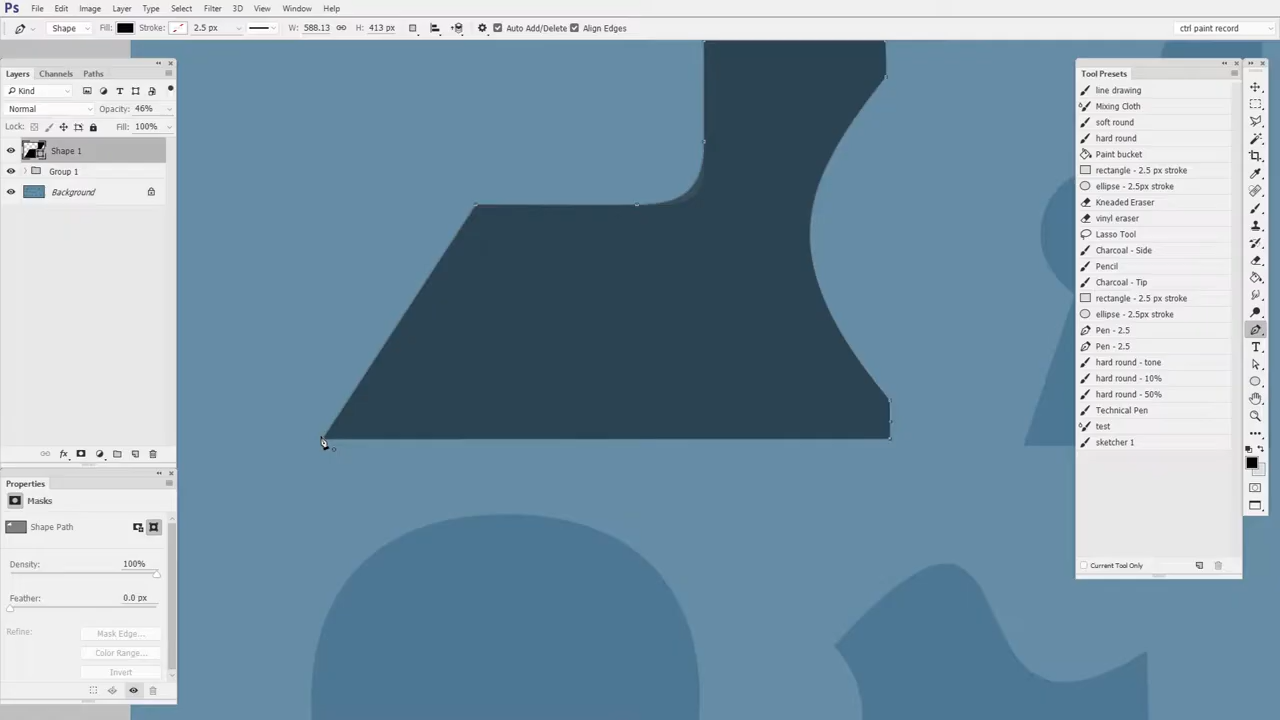 Ps File Edit Image Layer Type Select Filter 3D View Window Help
Shape Fill: Stroke: 2.5 px W: 588.13 H: 413 px Auto Add/Delete Align Edges ctrl paint record
Layers Channels Paths
Kind
Normal Opacity: 46%
Lock: Fill: 100%
Shape 1
Group 1
Background
fx
Properties
Masks
Shape Path
Density: 100%
Feather: 0.0 px
Refine: Mask Edge...
Color Range...
Invert
Tool Presets
line drawing
Mixing Cloth
soft round
hard round
Paint bucket
rectangle - 2.5 px stroke
ellipse - 2.5px stroke
Kneaded Eraser
vinyl eraser
Lasso Tool
Charcoal - Side
Pencil
Charcoal - Tip
rectangle - 2.5 px stroke
ellipse - 2.5px stroke
Pen - 2.5
Pen - 2.5
hard round - tone
hard round - 10%
hard round - 50%
Technical Pen
test
sketcher 1
Current Tool Only